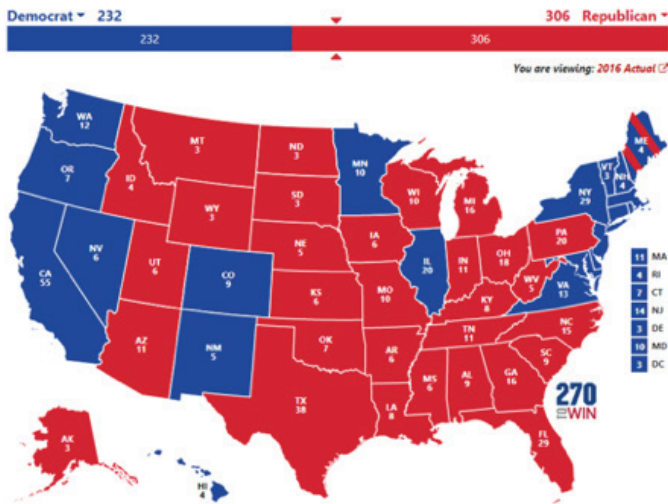 Democrat 232
306 Republican
232
306
You are viewing: 2016 Actual
WA
12
OR
7
CA
55
NV
6
ID
4
MT
3
WY
3
UT
6
CO
9
AZ
11
NM
5
ND
3
SD
3
NE
5
KS
6
OK
7
TX
38
MN
10
IA
6
MO
10
AR
6
LA
8
WI
10
IL
20
MI
16
IN
11
OH
18
KY
8
TN
11
MS
6
AL
9
GA
16
FL
29
SC
9
NC
15
VA
13
WV
5
PA
20
NY
29
VT
3
NH
4
ME
4
11 MA
4 RI
7 CT
14 NJ
3 DE
10 MD
3 DC
AK
3
HI
4
270
TOWIN